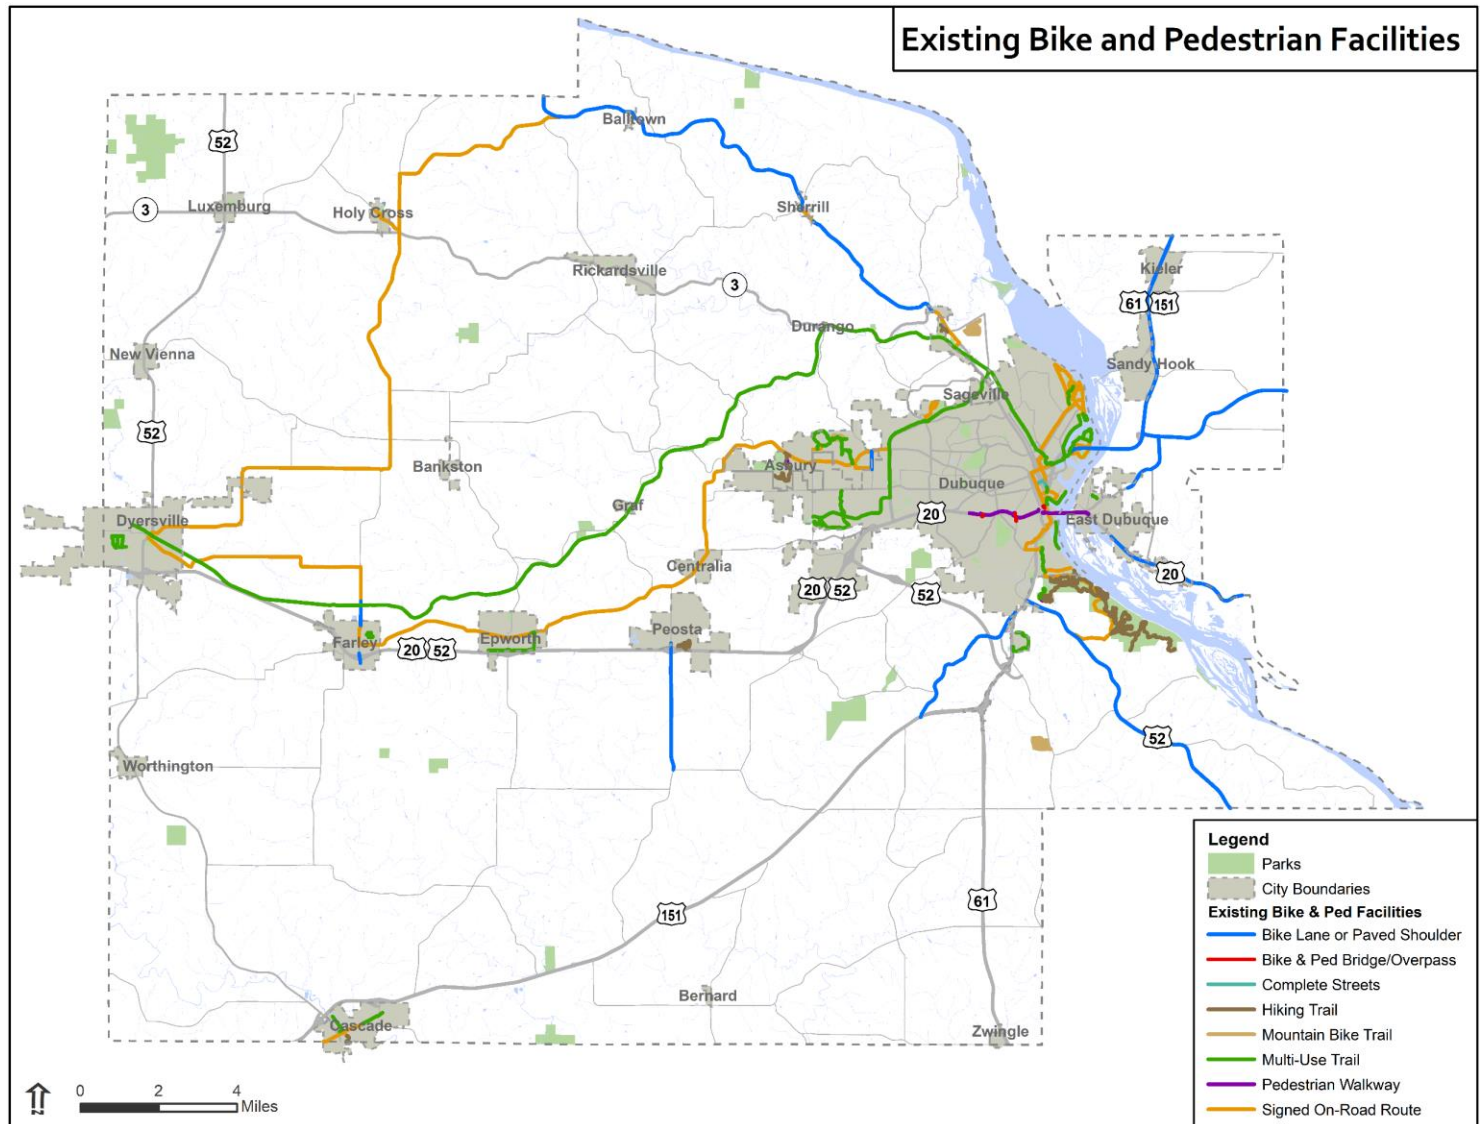 Existing Bike and Pedestrian Facilities
Balltown
52
3
Luxemburg
Holy Cross
Sherrill
Rickardsville
3
Kieler
61 151
Durango
New Vienna
Sandy Hook
Sageville
52
Bankston
Asbury
Dubuque
Graf
20
East Dubuque
Dyersville
Centralia
20 52
52
20
Farley
20 52
Epworth
Peosta
52
Worthington
151
61
Bernard
Cascade
Zwingle
Legend
Parks
City Boundaries
Existing Bike & Ped Facilities
Bike Lane or Paved Shoulder
Bike & Ped Bridge/Overpass
Complete Streets
Hiking Trail
Mountain Bike Trail
Multi-Use Trail
Pedestrian Walkway
Signed On-Road Route
N
0 2 4
Miles